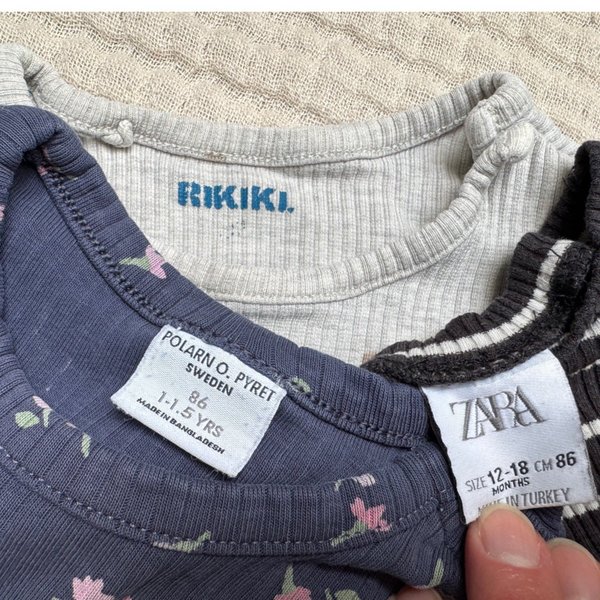 RIKIKI.
POLARN O. PYRET
SWEDEN
86
1-1.5 YRS
MADE IN BANGLADESH
ZARA
SIZE 12-18 CM 86
MONTHS
IN TURKEY